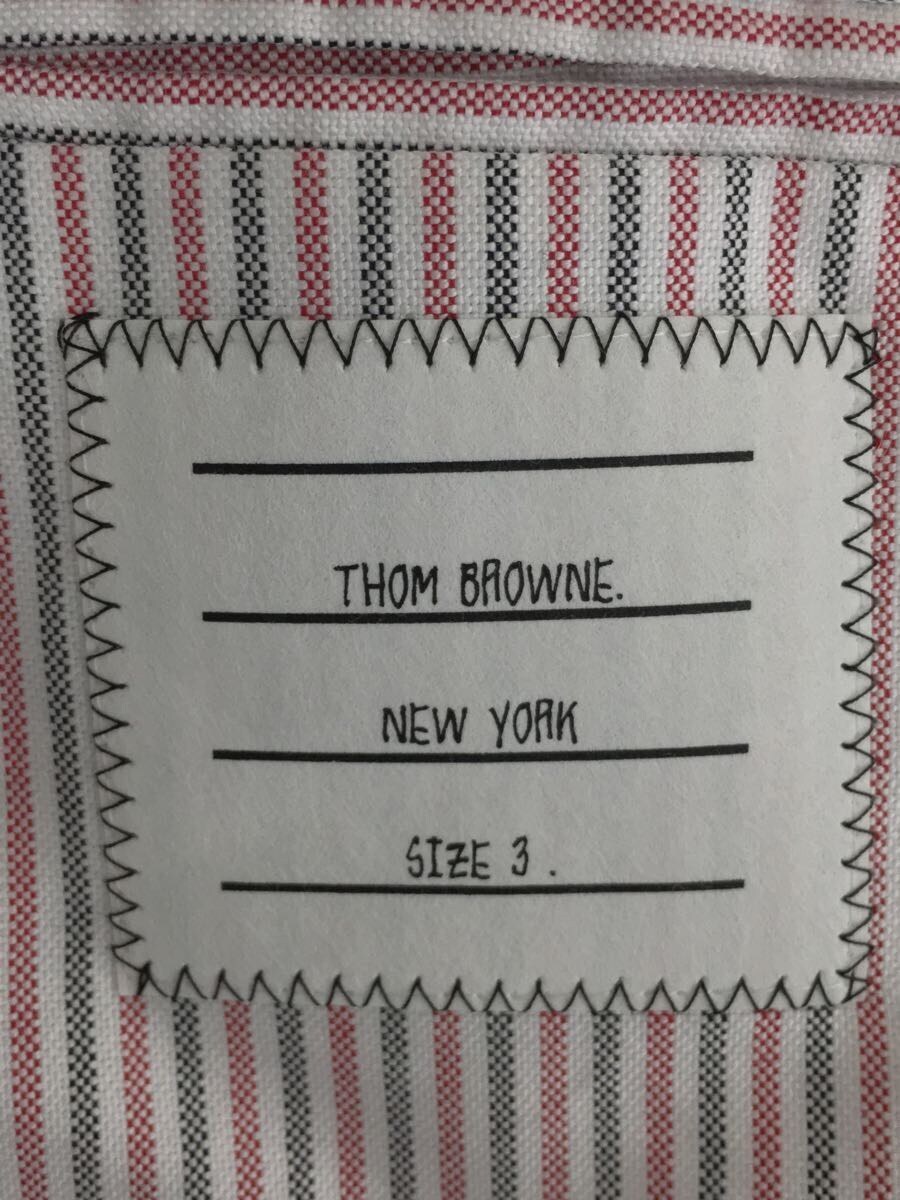 THOM BROWNE.
NEW YORK
SIZE 3 .